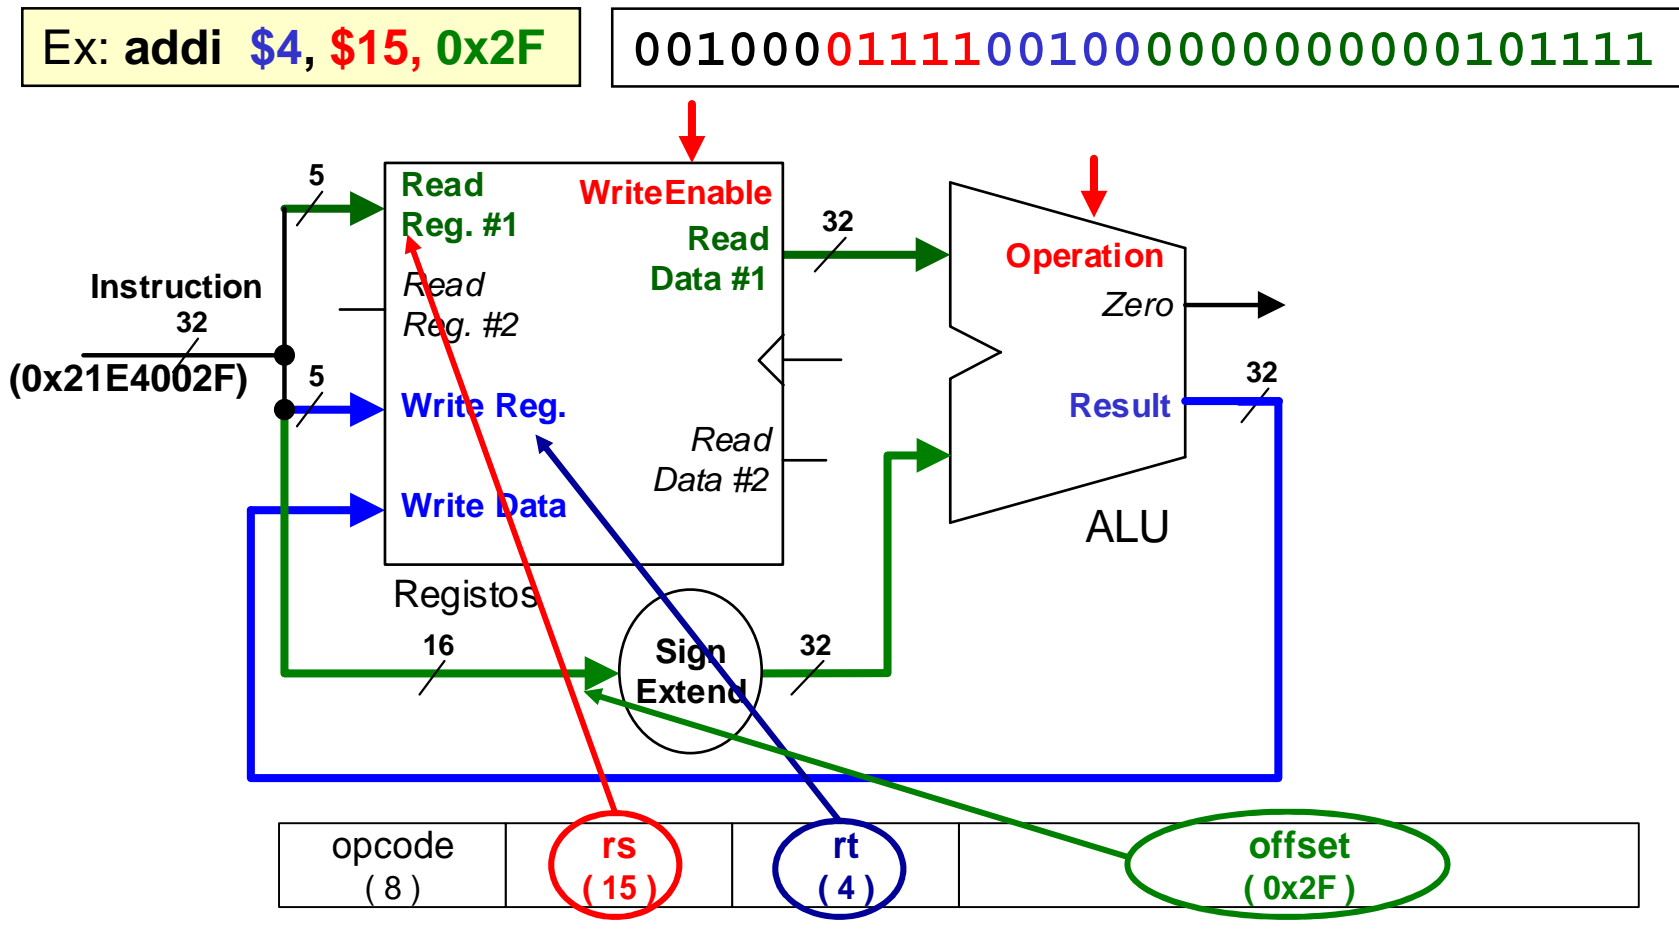 Ex: addi $4, $15, 0x2F
00100001111001000000000000101111
5
Read
Reg. #1
WriteEnable
Read
Data #1
32
Operation
Zero
Instruction
32
(0x21E4002F)
Read
Reg. #2
5
Write Reg.
Read
Data #2
Write Data
Result
32
ALU
Registos
16
Sign
Extend
32
opcode
( 8 )
rs
( 15 )
rt
( 4 )
offset
( 0x2F )